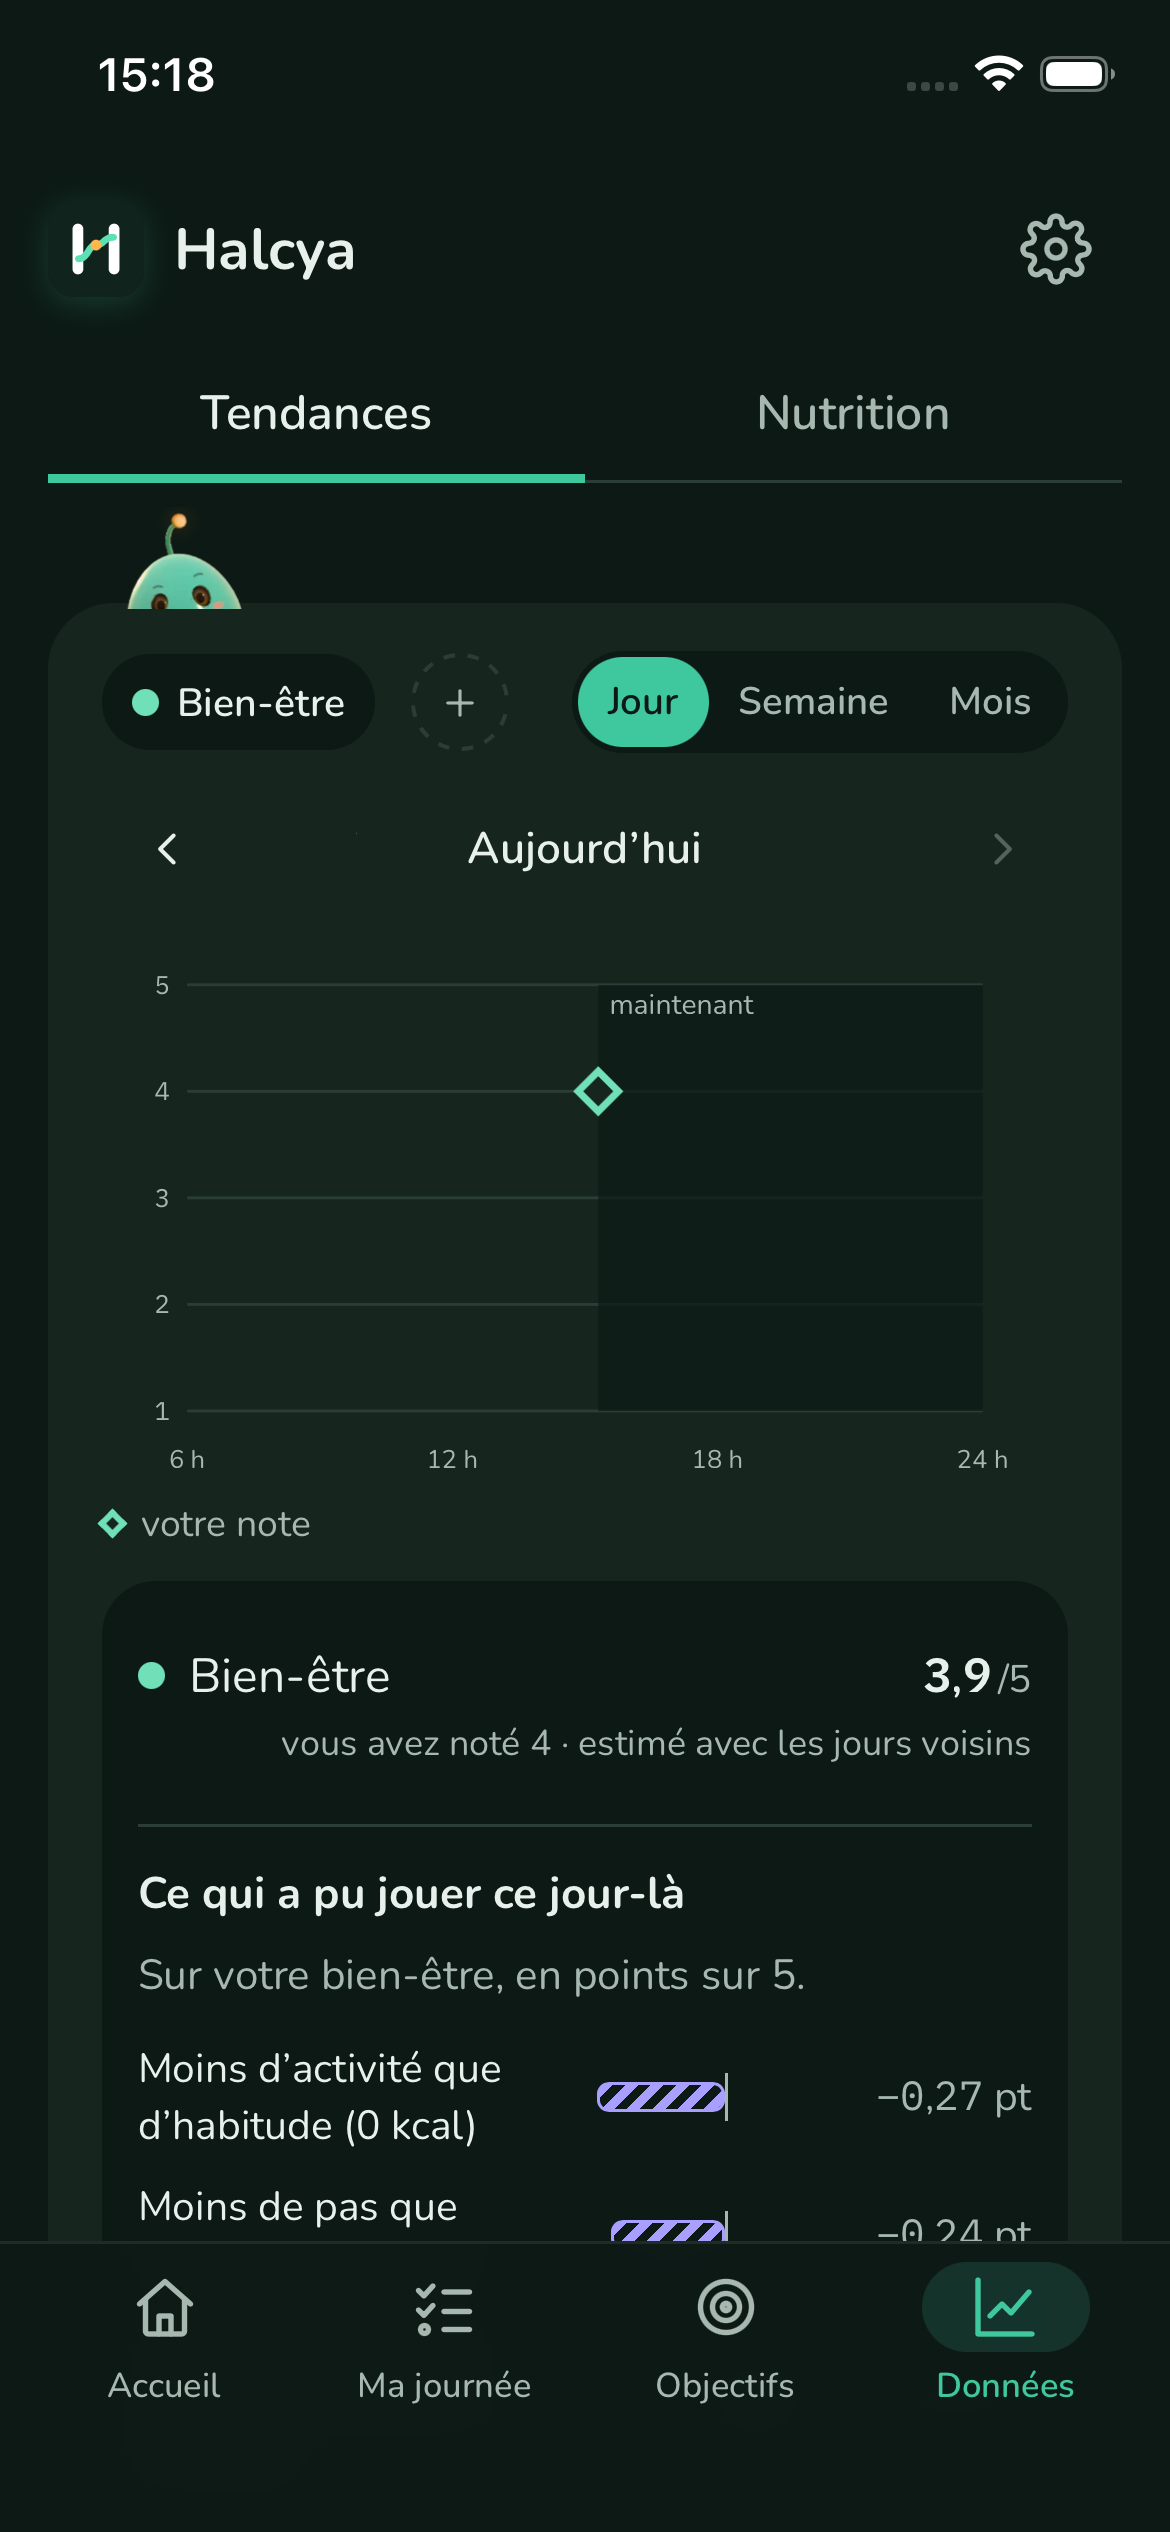 15:18
Halcya
Tendances
Nutrition
Bien-être
+
Jour
Semaine
Mois
Aujourd’hui
5
maintenant
4
3
2
1
6 h
12 h
18 h
24 h
votre note
Bien-être
3,9/5
vous avez noté 4 · estimé avec les jours voisins
Ce qui a pu jouer ce jour-là
Sur votre bien-être, en points sur 5.
Moins d’activité que
d’habitude (0 kcal)
−0,27 pt
Moins de pas que
−0,24 pt
Accueil
Ma journée
Objectifs
Données